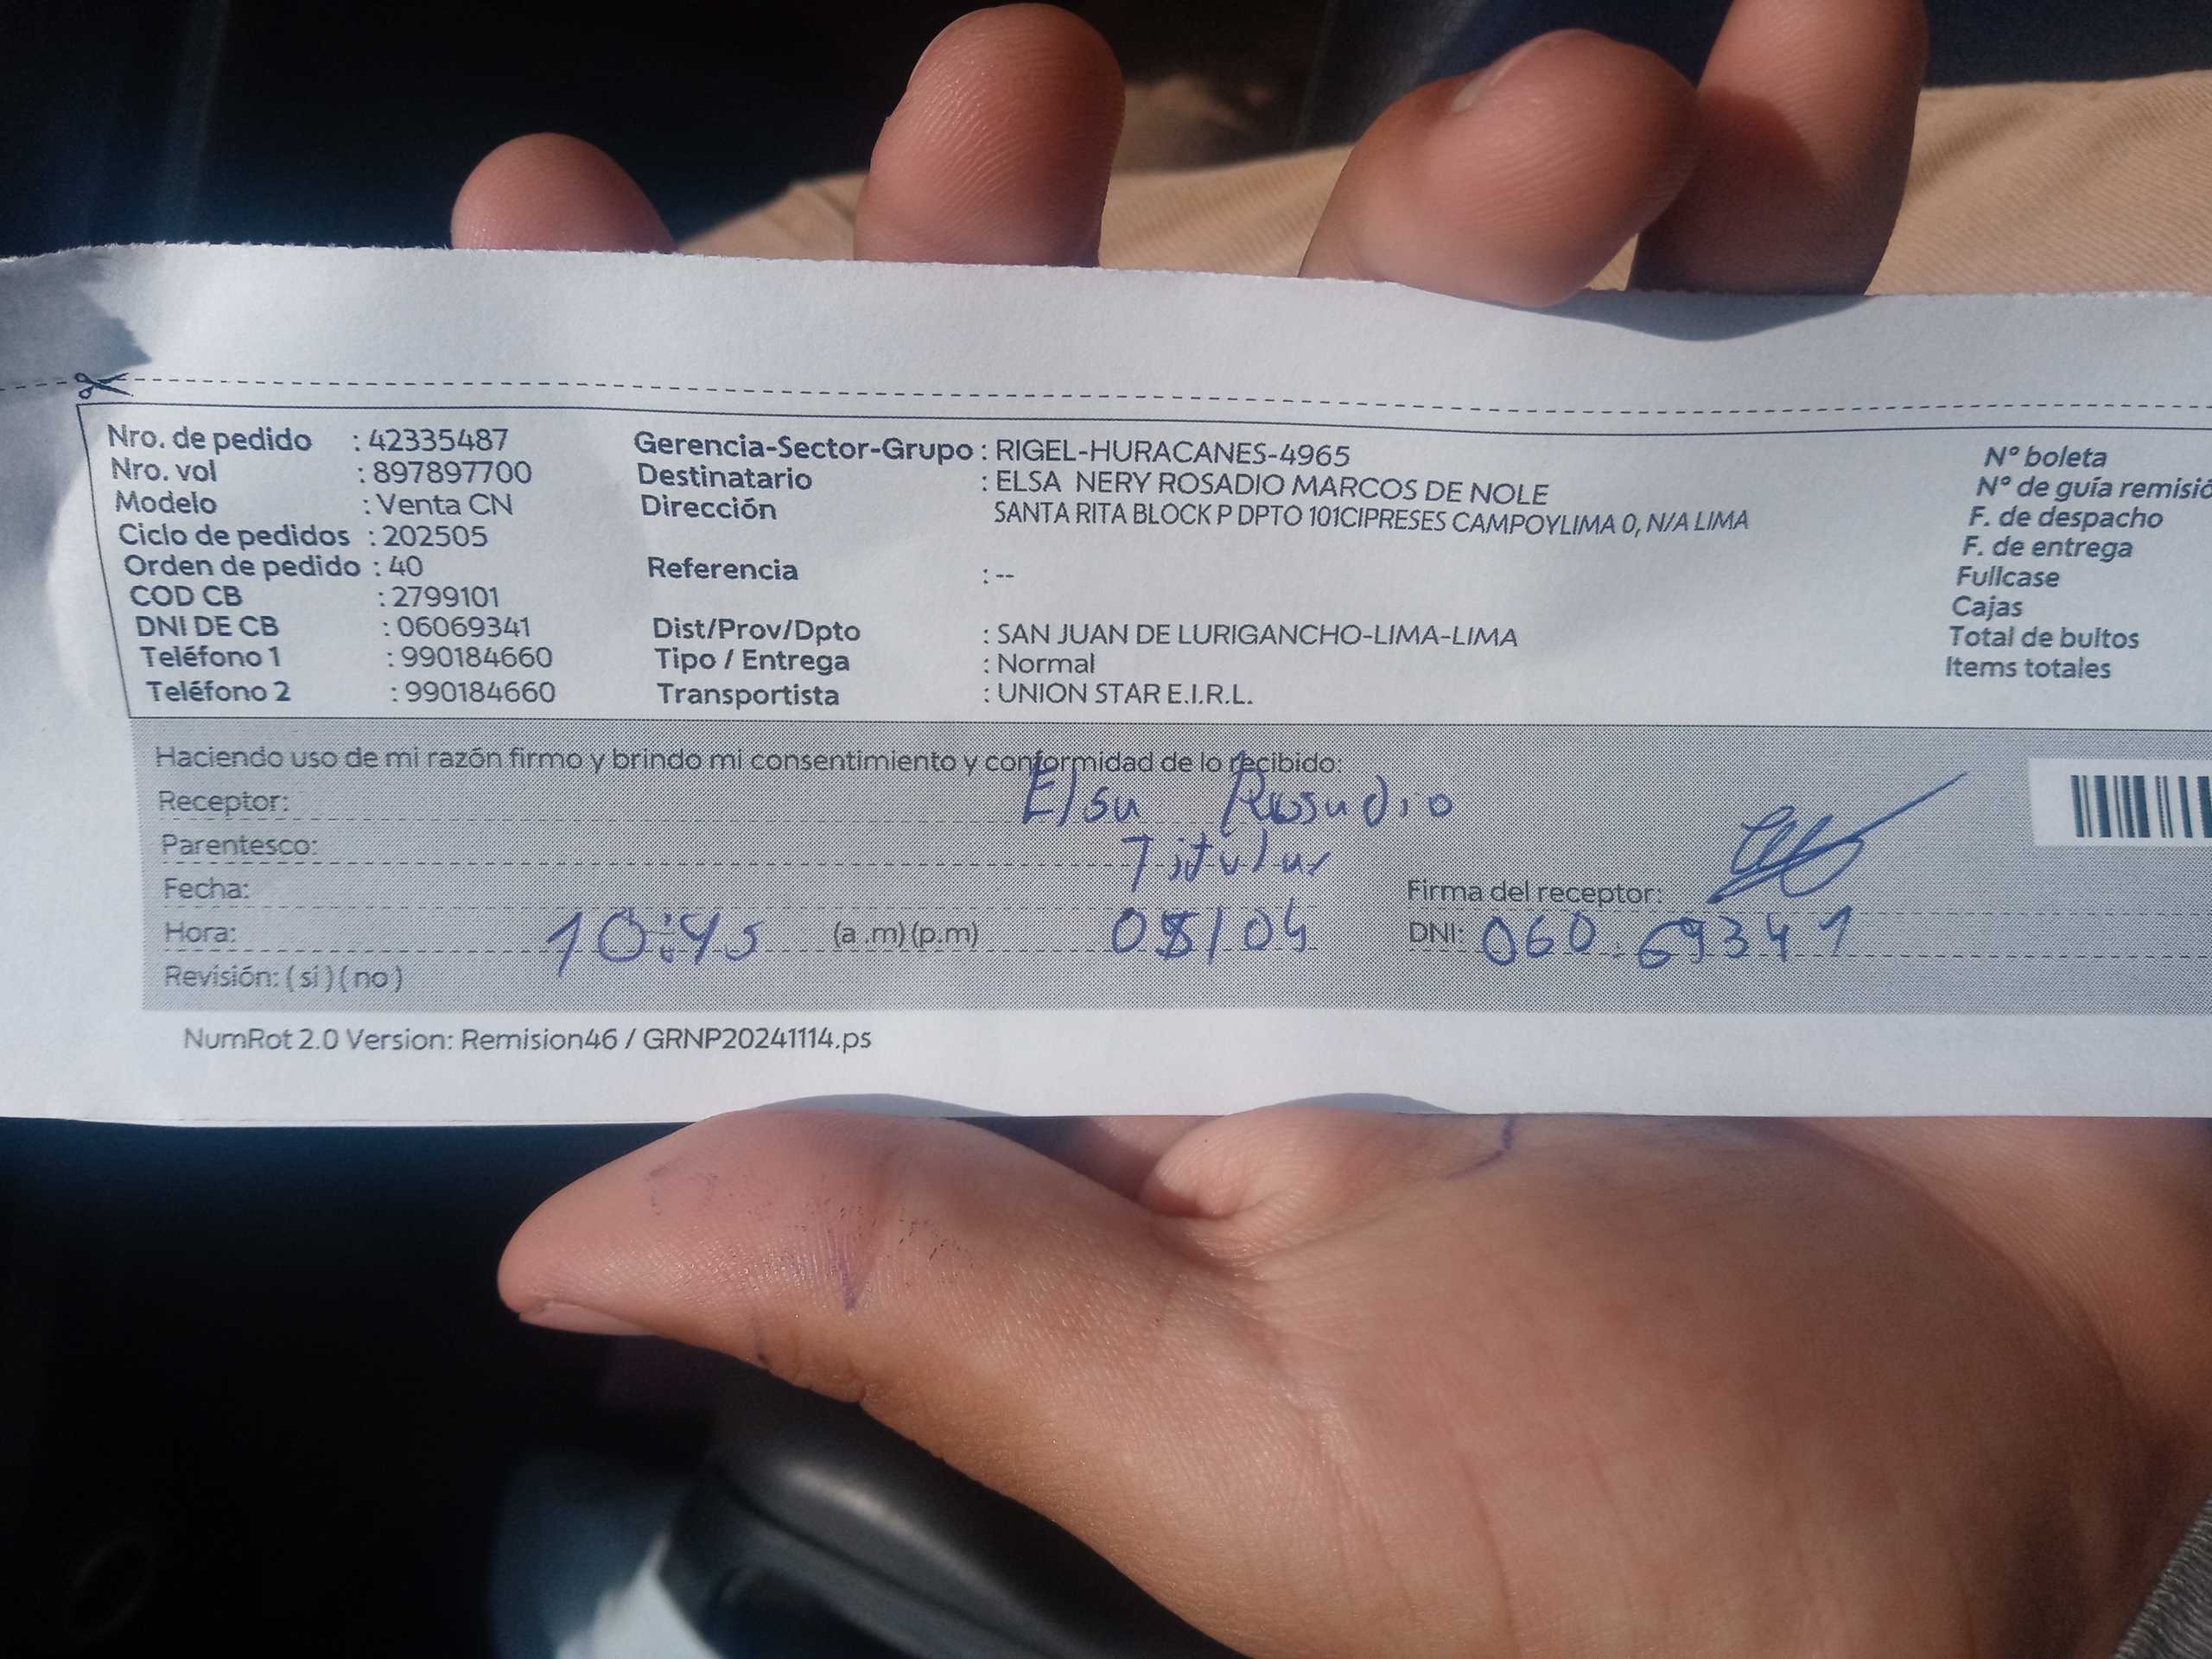 Nro. de pedido : 42335487
Nro. vol : 897897700
Modelo : Venta CN
Ciclo de pedidos : 202505
Orden de pedido : 40
COD CB : 2799101
DNI DE CB : 06069341
Teléfono 1 : 990184660
Teléfono 2 : 990184660
Gerencia-Sector-Grupo : RIGEL-HURACANES-4965
Destinatario : ELSA NERY ROSADIO MARCOS DE NOLE
Dirección SANTA RITA BLOCK P DPTO 101CIPRESES CAMPOYLIMA 0, N/A LIMA
Referencia : --
Dist/Prov/Dpto : SAN JUAN DE LURIGANCHO-LIMA-LIMA
Tipo / Entrega : Normal
Transportista : UNION STAR E.I.R.L.
N° boleta
N° de guía remisió
F. de despacho
F. de entrega
Fullcase
Cajas
Total de bultos
Items totales
Haciendo uso de mi razón firmo y brindo mi consentimiento y conformidad de lo recibido:
Receptor: Elsa Rosadio
Parentesco: Titular
Fecha:
Firma del receptor:
Hora: 10:45 (a .m) (p.m) 08/04 DNI: 060.69341
Revisión: ( si ) ( no )
NumRot 2.0 Version: Remision46 / GRNP20241114.ps